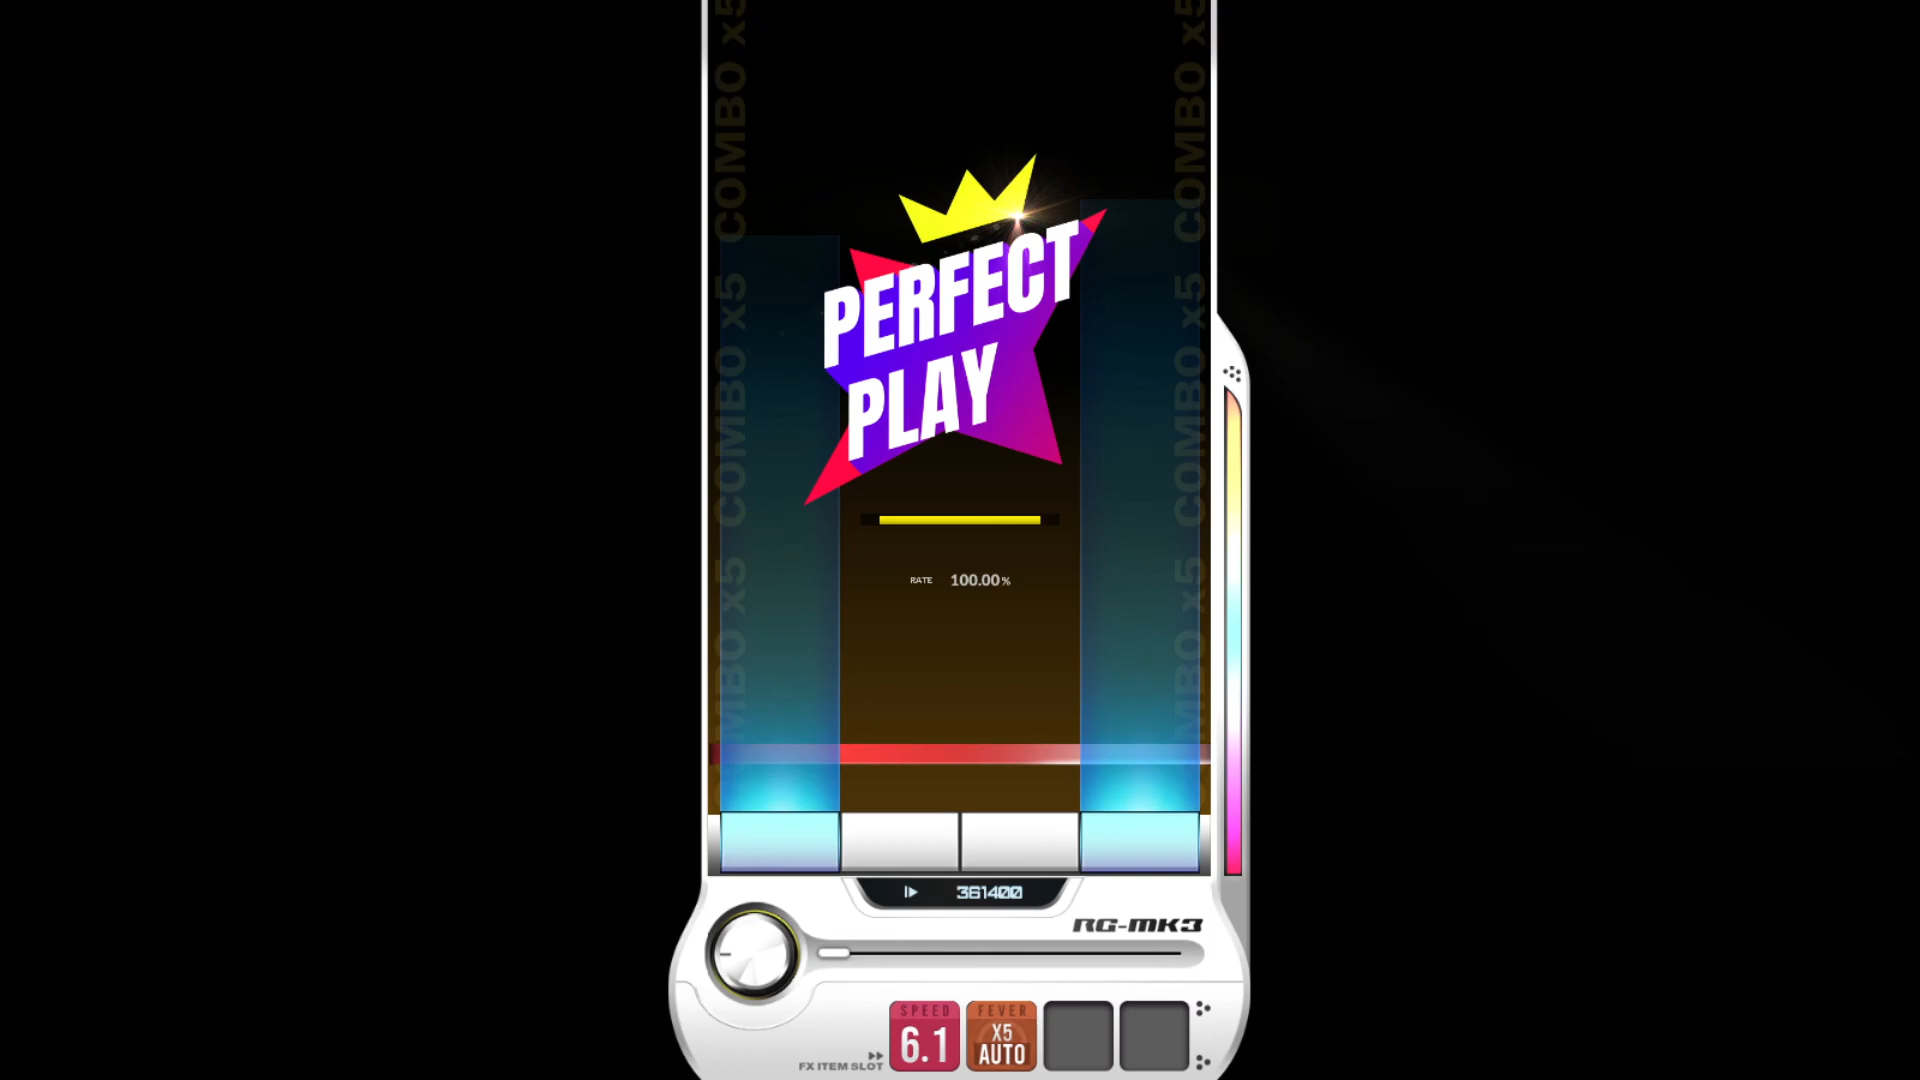 COMBO x5 COMBO x5 COMBO x5
COMBO x5 COMBO x5 COMBO x5
PERFECT
PLAY
RATE 100.00%
361400
RG-MK3
SPEED
6.1
FEVER
X5
AUTO
FX ITEM SLOT